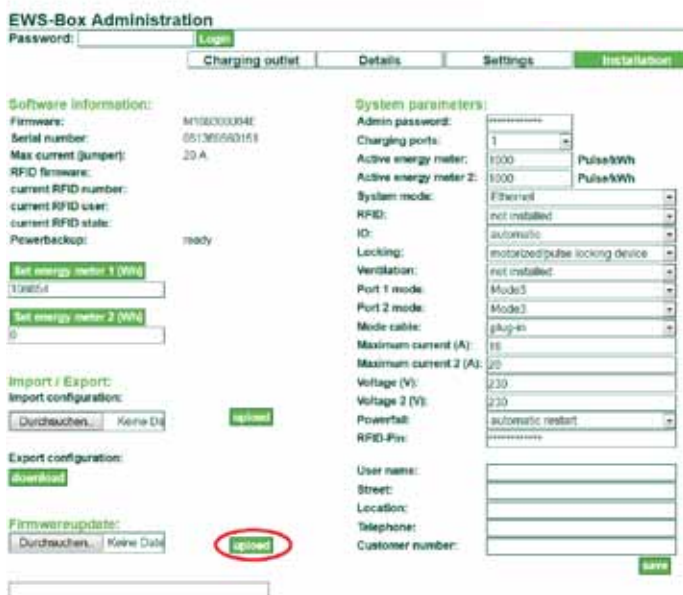 EWS-Box Administration
Password: Login
Charging outlet Details Settings Installation
Software information:
Firmware:
Serial number:
Max current (jumper): 20 A
RFID firmware:
current RFID number:
current RFID user:
current RFID state:
Powerbackup: ready
Set energy meter 1 (Wh)
Set energy meter 2 (Wh)
0
Import / Export:
Import configuration:
Durchsuchen.. Keine Da upload
Export configuration:
download
Firmwareupdate:
Durchsuchen.. Keine Date upload
System parameters:
Admin password: ************
Charging ports: 1
Active energy meter: 1000 Pulse/kWh
Active energy meter 2: 1000 Pulse/kWh
System mode: Ethernet
RFID: not installed
IO: automatic
Locking: motorized/pulse locking device
Ventilation: not installed
Port 1 mode: Mode3
Port 2 mode: Mode3
Mode cable: plug-in
Maximum current (A):
Maximum current 2 (A): 20
Voltage (V): 230
Voltage 2 (V): 230
Powerfail: automatic restart
RFID-Pin: ************
User name:
Street:
Location:
Telephone:
Customer number:
save